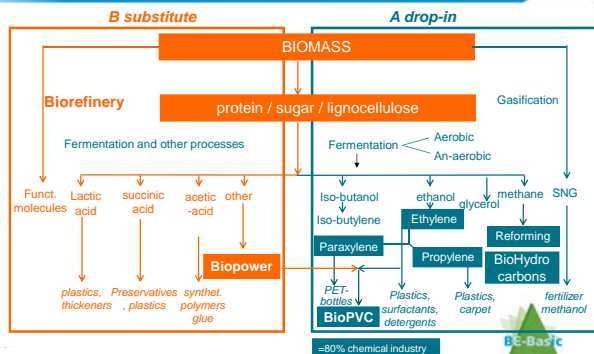 B substitute
A drop-in
BIOMASS
Biorefinery
Gasification
protein / sugar / lignocellulose
Fermentation and other processes
Fermentation
Aerobic
An-aerobic
Funct.
molecules
Lactic
acid
succinic
acid
acetic
-acid
other
Iso-butanol
Iso-butylene
ethanol
glycerol
methane
SNG
Ethylene
Paraxylene
Propylene
Reforming
BioHydro
carbons
Biopower
plastics,
thickeners
Preservatives
, plastics
synthet.
polymers
glue
PET-
bottles
BioPVC
Plastics,
surfactants,
detergents
Plastics,
carpet
fertilizer
methanol
=80% chemical industry
BE-Basic